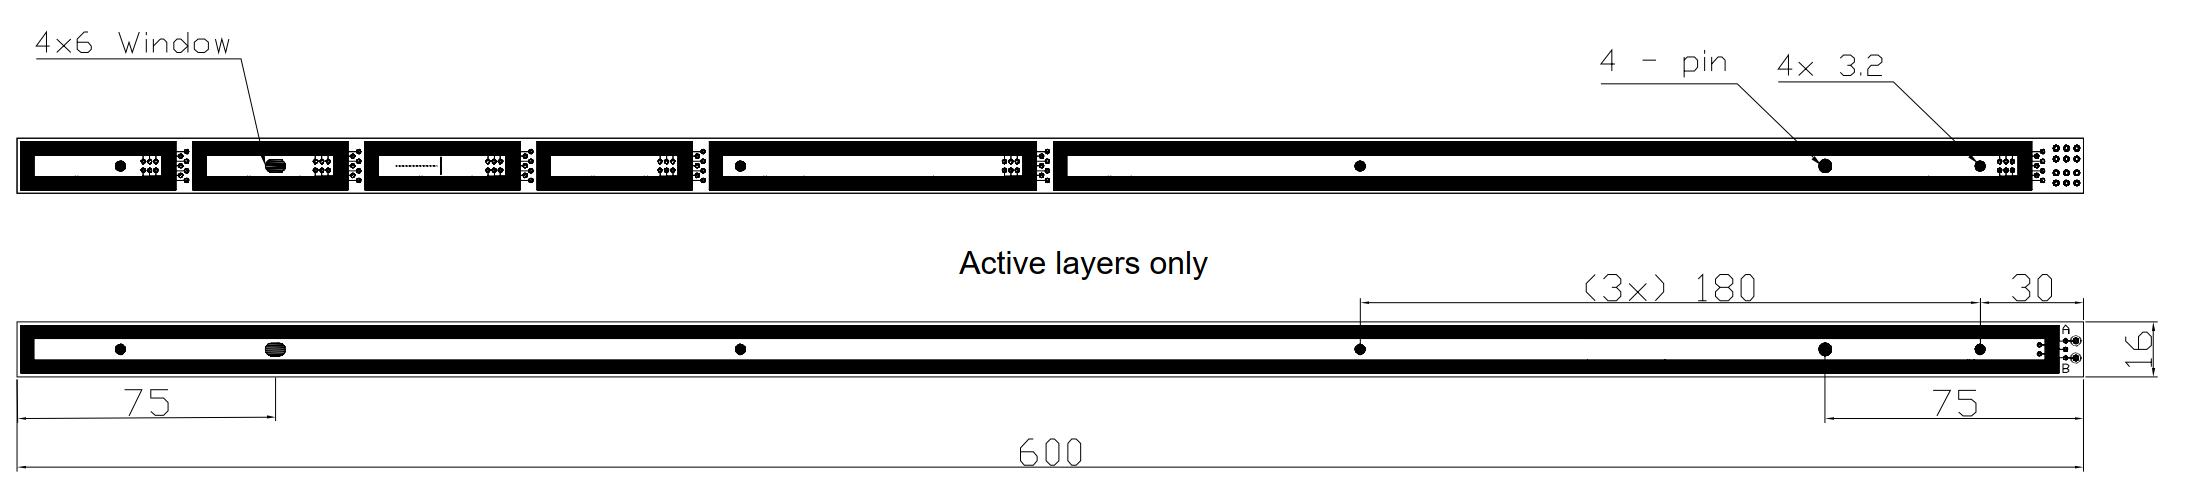 4x6 Window
4 - pin
4x 3.2
Active layers only
(3x) 180
30
A
16
B
75
75
600